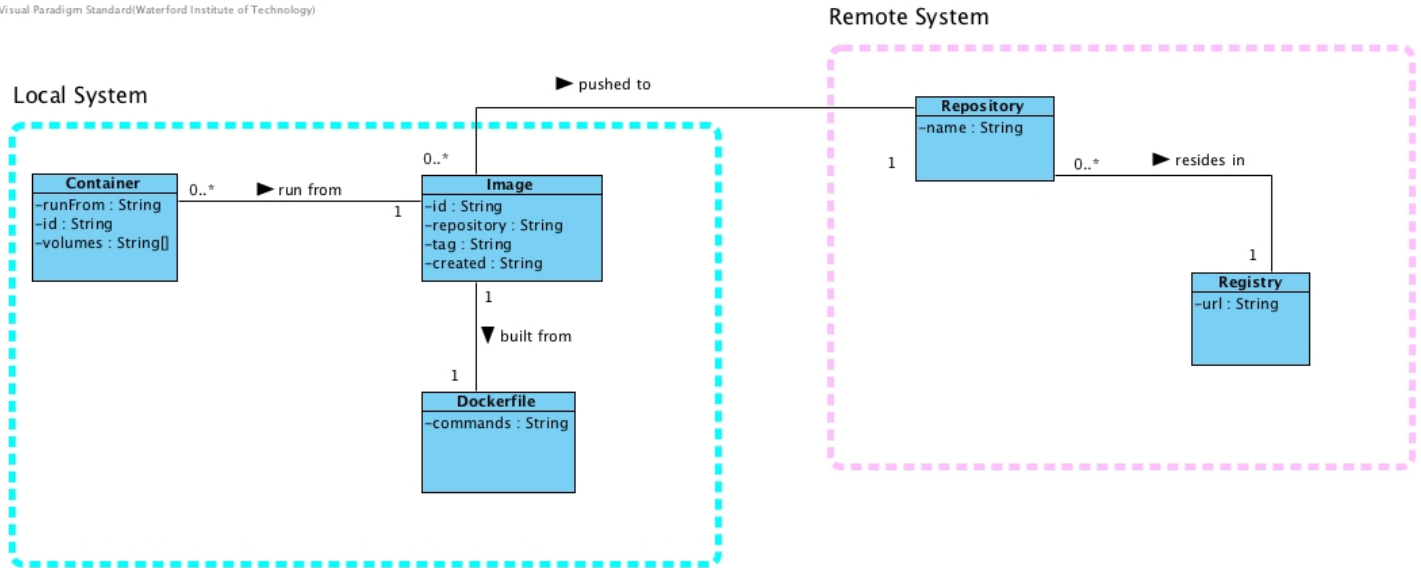 Visual Paradigm Standard(Waterford Institute of Technology)
Remote System
Local System
pushed to
Repository
-name : String
0..*
1
0..*
resides in
Container
-runFrom : String
-id : String
-volumes : String[]
0..*
run from
1
Image
-id : String
-repository : String
-tag : String
-created : String
1
Registry
-url : String
1
built from
1
Dockerfile
-commands : String